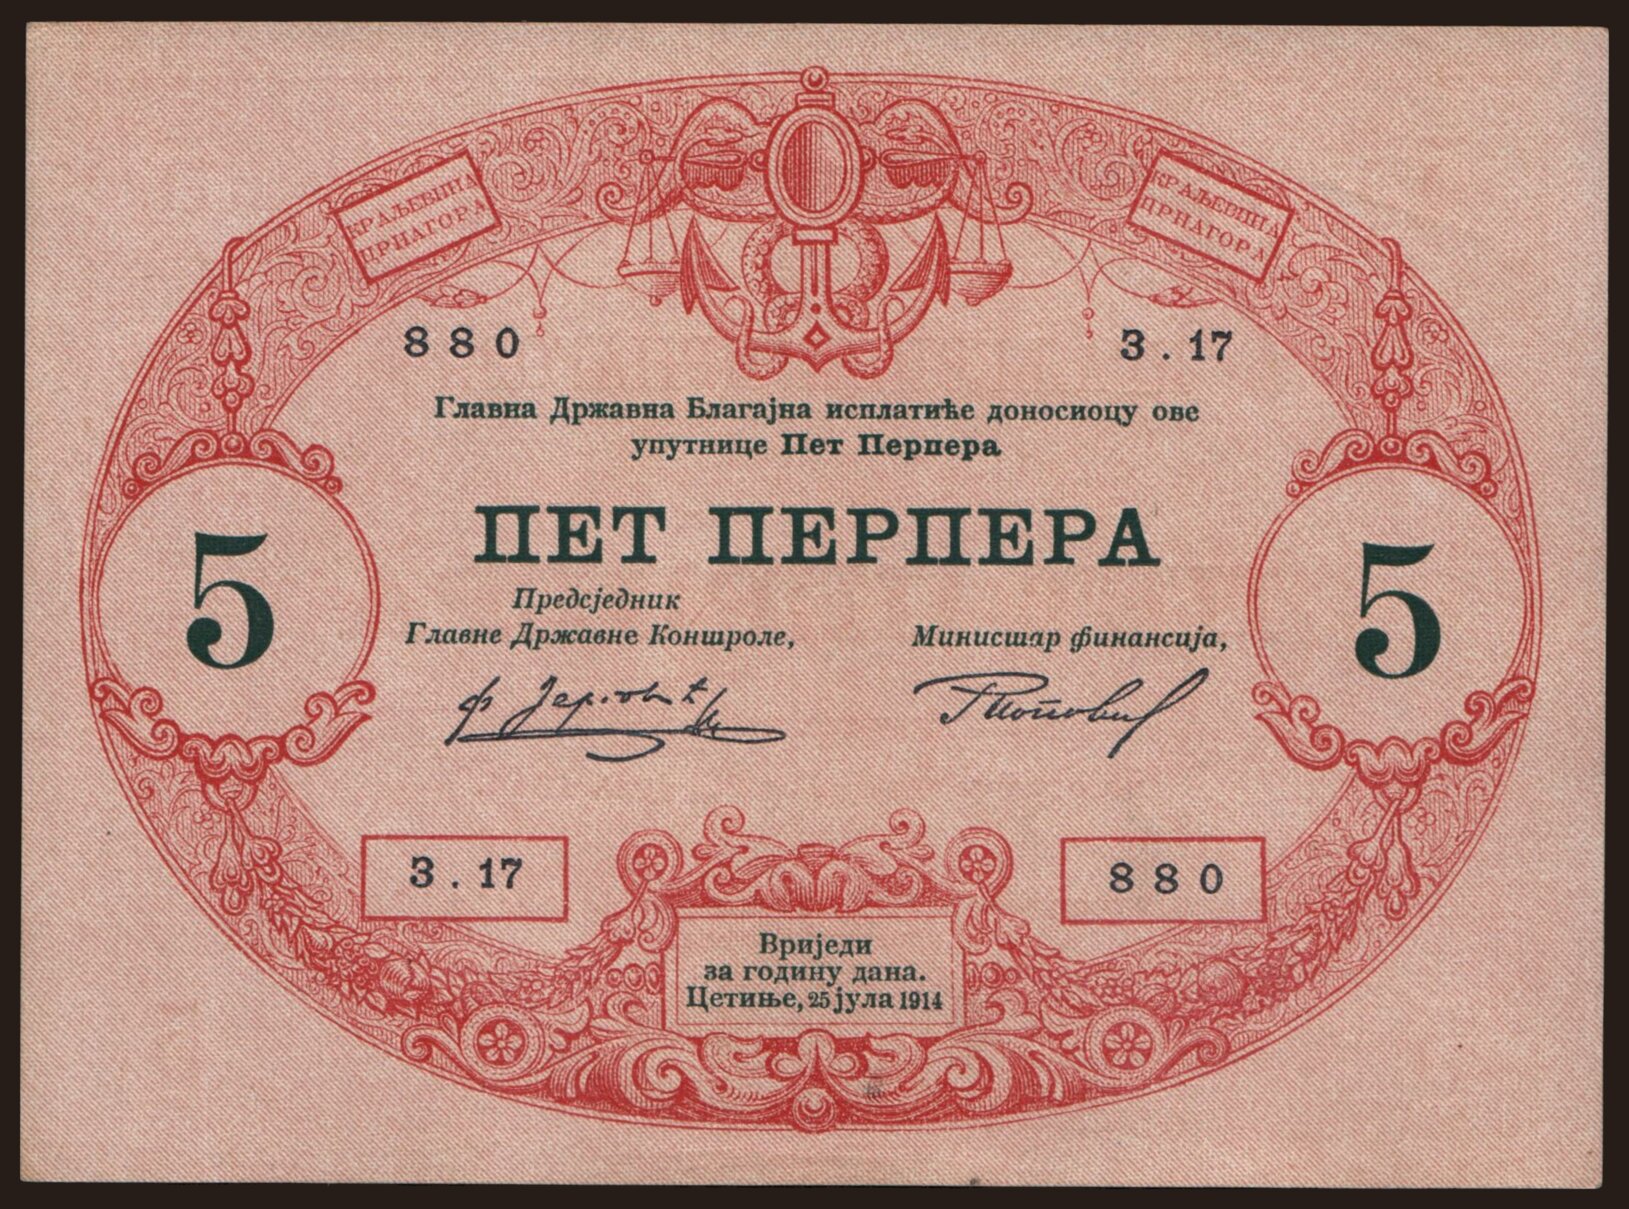 КРАЉЕВИНА
ЦРНАГОРА
КРАЉЕВИНА
ЦРНАГОРА
880
З.17
Главна Државна Благајна исплатиће доносиоцу ове
упутнице Пет Перпера
ПЕТ ПЕРПЕРА
5
5
Предсједник
Главне Државне Контроле,
Министар финансија,
З.17
880
Вриједи
за годину дана.
Цетиње, 25 јула 1914